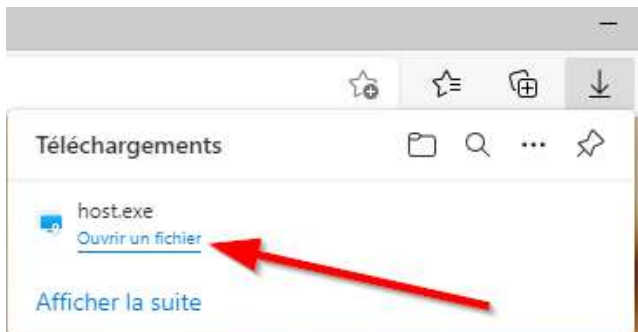 Téléchargements
host.exe
Ouvrir un fichier
Afficher la suite